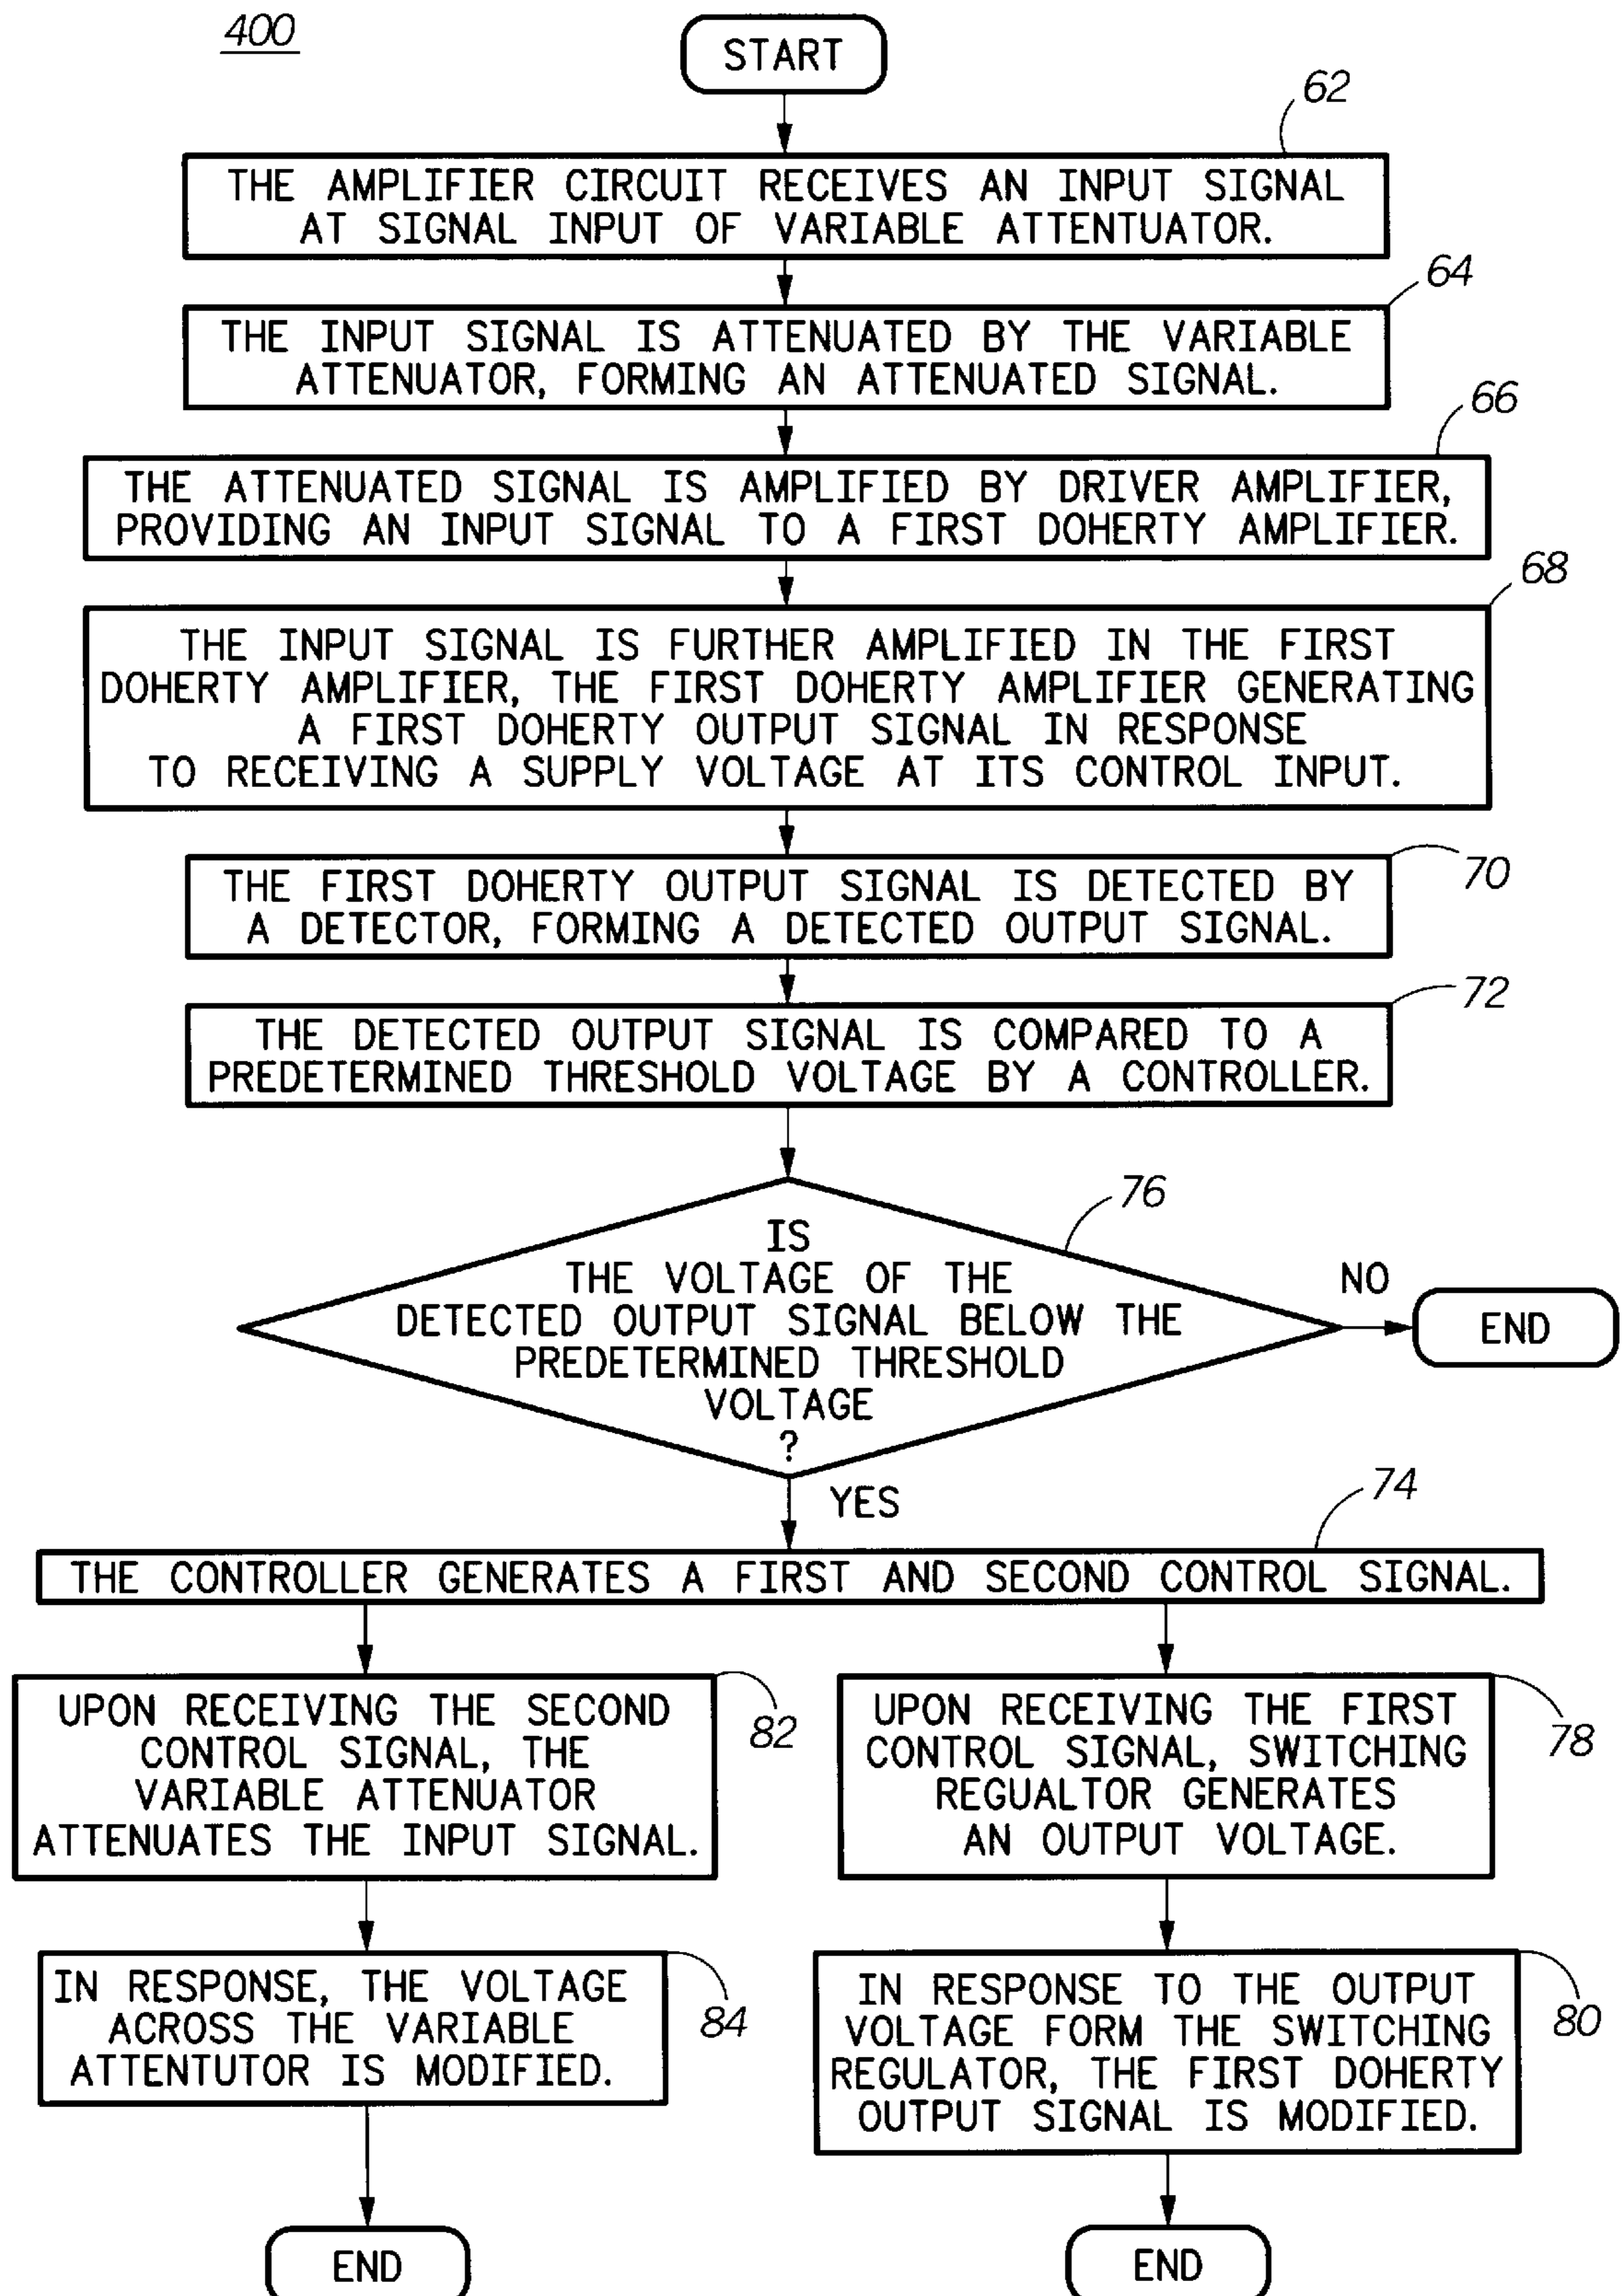 400
START
62
THE AMPLIFIER CIRCUIT RECEIVES AN INPUT SIGNAL
AT SIGNAL INPUT OF VARIABLE ATTENTUATOR.
64
THE INPUT SIGNAL IS ATTENUATED BY THE VARIABLE
ATTENUATOR, FORMING AN ATTENUATED SIGNAL.
66
THE ATTENUATED SIGNAL IS AMPLIFIED BY DRIVER AMPLIFIER,
PROVIDING AN INPUT SIGNAL TO A FIRST DOHERTY AMPLIFIER.
68
THE INPUT SIGNAL IS FURTHER AMPLIFIED IN THE FIRST
DOHERTY AMPLIFIER, THE FIRST DOHERTY AMPLIFIER GENERATING
A FIRST DOHERTY OUTPUT SIGNAL IN RESPONSE
TO RECEIVING A SUPPLY VOLTAGE AT ITS CONTROL INPUT.
70
THE FIRST DOHERTY OUTPUT SIGNAL IS DETECTED BY
A DETECTOR, FORMING A DETECTED OUTPUT SIGNAL.
72
THE DETECTED OUTPUT SIGNAL IS COMPARED TO A
PREDETERMINED THRESHOLD VOLTAGE BY A CONTROLLER.
76
IS
THE VOLTAGE OF THE
DETECTED OUTPUT SIGNAL BELOW THE
PREDETERMINED THRESHOLD
VOLTAGE
?
NO
END
YES
74
THE CONTROLLER GENERATES A FIRST AND SECOND CONTROL SIGNAL.
UPON RECEIVING THE SECOND
CONTROL SIGNAL, THE
VARIABLE ATTENUATOR
ATTENUATES THE INPUT SIGNAL.
82
UPON RECEIVING THE FIRST
CONTROL SIGNAL, SWITCHING
REGUALTOR GENERATES
AN OUTPUT VOLTAGE.
78
IN RESPONSE, THE VOLTAGE
ACROSS THE VARIABLE
ATTENTUTOR IS MODIFIED.
84
IN RESPONSE TO THE OUTPUT
VOLTAGE FORM THE SWITCHING
REGULATOR, THE FIRST DOHERTY
OUTPUT SIGNAL IS MODIFIED.
80
END
END